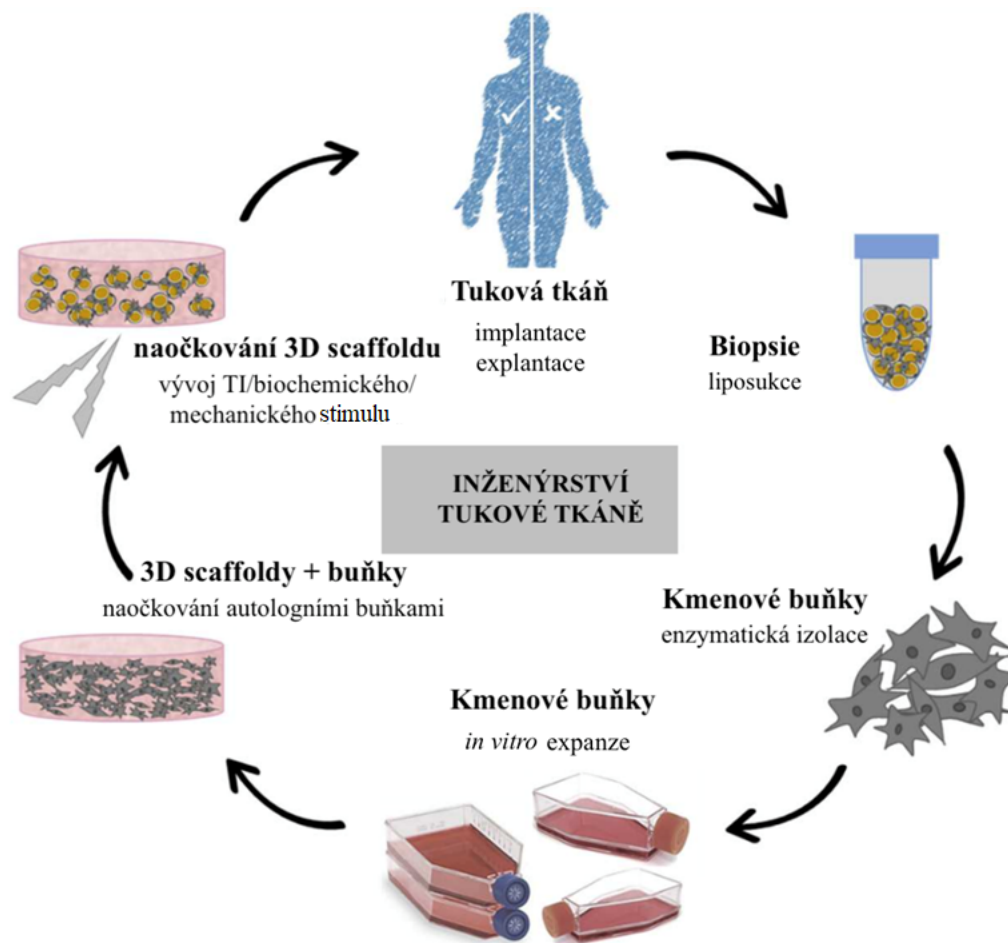 Tuková tkáň
implantace
explantace
Biopsie
liposukce
naočkování 3D scaffoldu
vývoj TI/biochemického/
mechanického stimulu
INŽENÝRSTVÍ
TUKOVÉ TKÁNĚ
3D scaffoldy + buňky
naočkování autologními buňkami
Kmenové buňky
enzymatická izolace
Kmenové buňky
in vitro expanze